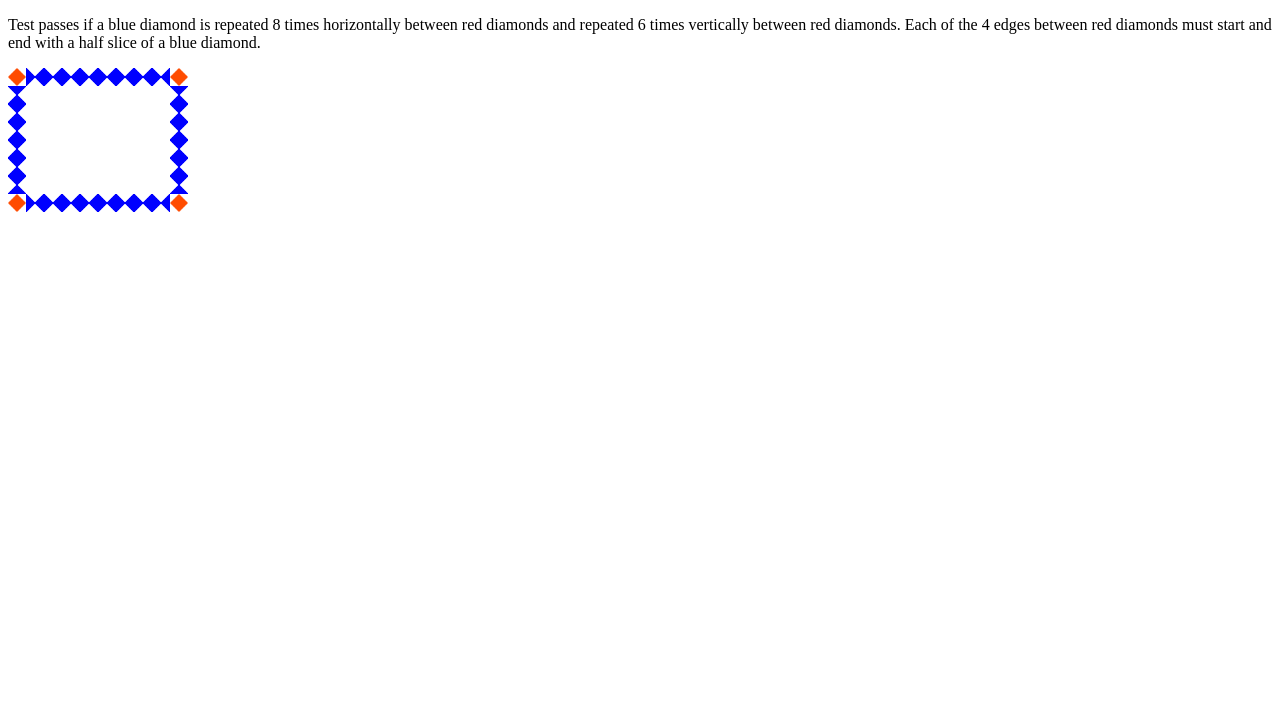 Test passes if a blue diamond is repeated 8 times horizontally between red diamonds and repeated 6 times vertically between red diamonds. Each of the 4 edges between red diamonds must start and
end with a half slice of a blue diamond.